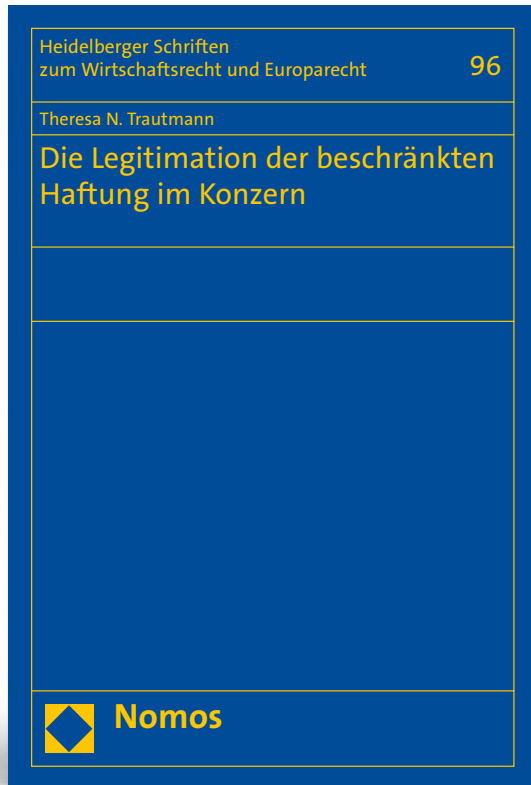 Heidelberger Schriften
zum Wirtschaftsrecht und Europarecht
96
Theresa N. Trautmann
Die Legitimation der beschränkten
Haftung im Konzern
Nomos